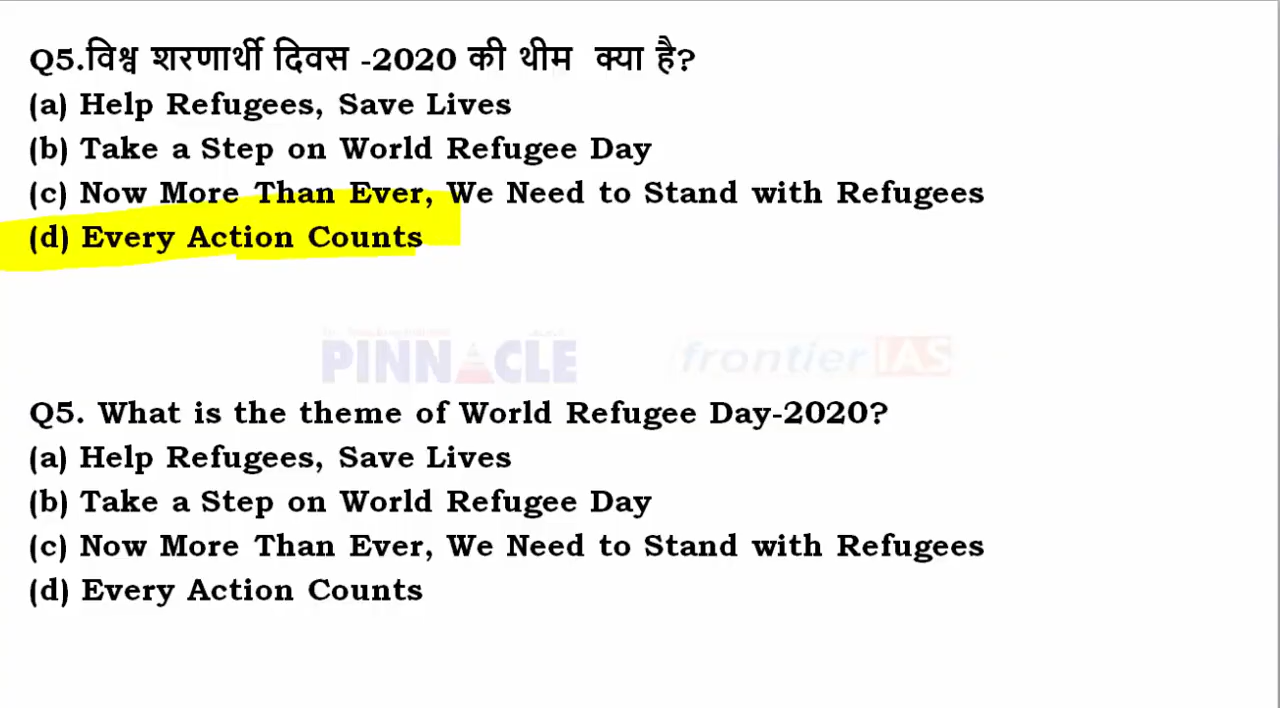 Q5.विश्व शरणार्थी दिवस -2020 की थीम क्या है?
(a) Help Refugees, Save Lives
(b) Take a Step on World Refugee Day
(c) Now More Than Ever, We Need to Stand with Refugees
(d) Every Action Counts
PINNACLE frontier IAS
Q5. What is the theme of World Refugee Day-2020?
(a) Help Refugees, Save Lives
(b) Take a Step on World Refugee Day
(c) Now More Than Ever, We Need to Stand with Refugees
(d) Every Action Counts